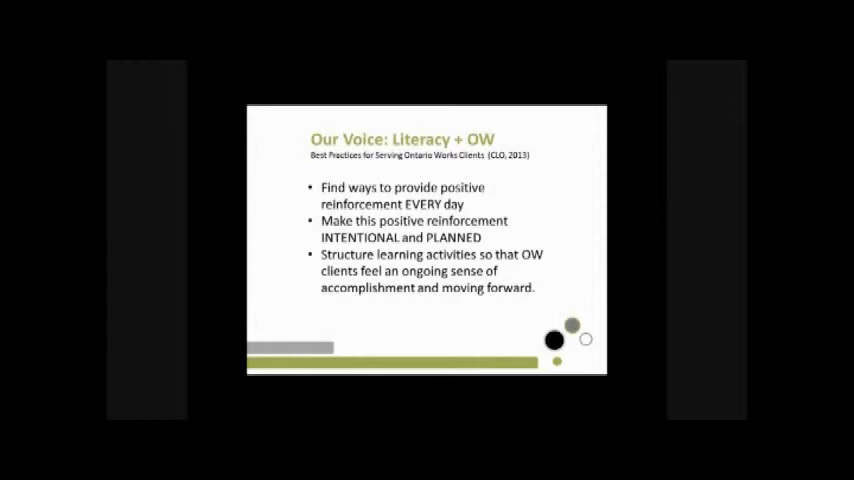 Our Voice: Literacy + OW
Best Practices for Serving Ontario Works Clients (CLO, 2013)
• Find ways to provide positive
reinforcement EVERY day
• Make this positive reinforcement
INTENTIONAL and PLANNED
• Structure learning activities so that OW
clients feel an ongoing sense of
accomplishment and moving forward.